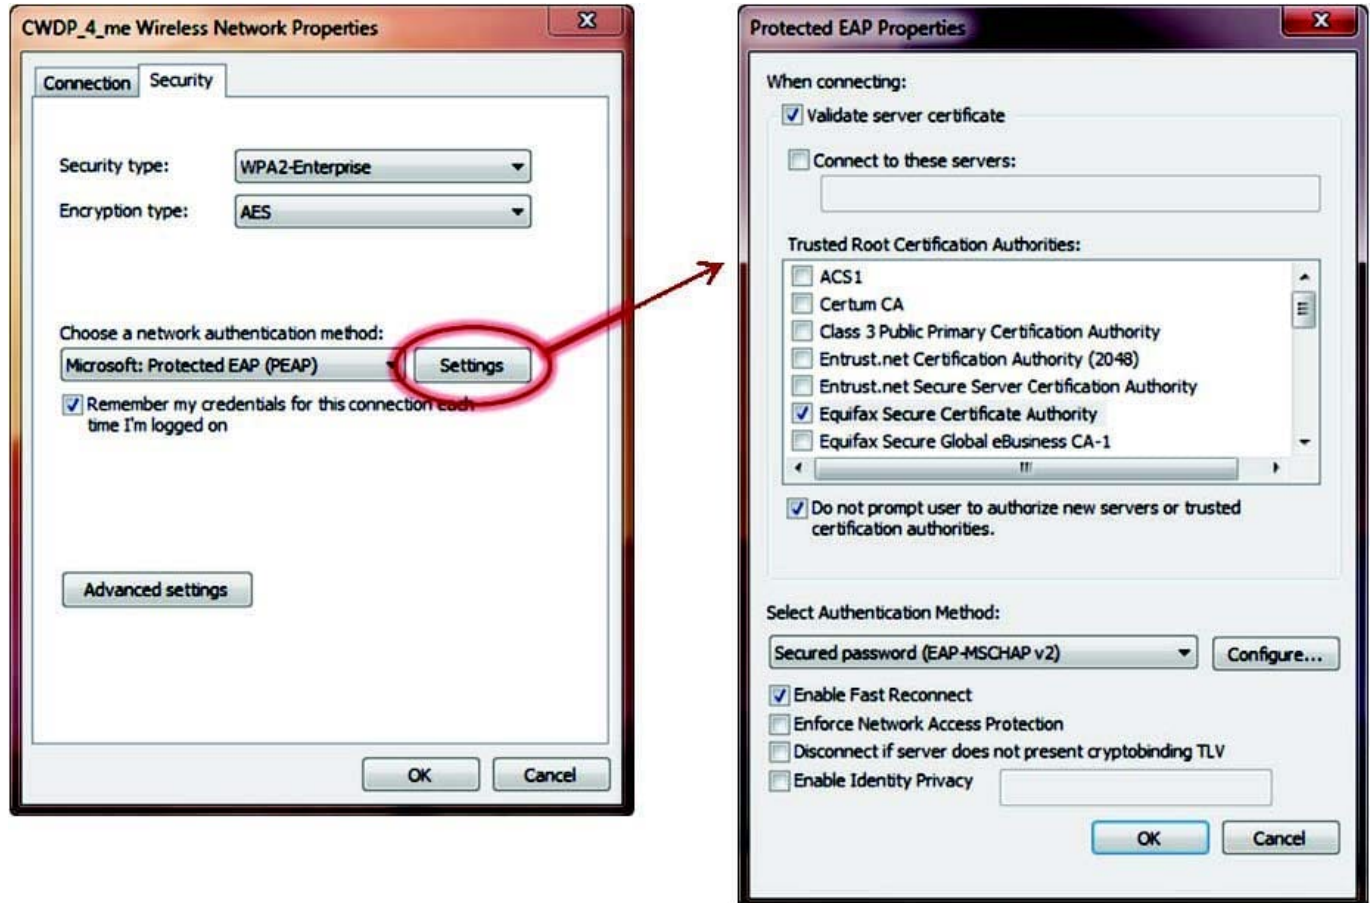 CWDP_4_me Wireless Network Properties
Connection
Security
Security type:
WPA2-Enterprise
Encryption type:
AES
Choose a network authentication method:
Microsoft: Protected EAP (PEAP)
Settings
Remember my credentials for this connection each
time I'm logged on
Advanced settings
OK
Cancel
Protected EAP Properties
When connecting:
Validate server certificate
Connect to these servers:
Trusted Root Certification Authorities:
ACS1
Certum CA
Class 3 Public Primary Certification Authority
Entrust.net Certification Authority (2048)
Entrust.net Secure Server Certification Authority
Equifax Secure Certificate Authority
Equifax Secure Global eBusiness CA-1
Do not prompt user to authorize new servers or trusted
certification authorities.
Select Authentication Method:
Secured password (EAP-MSCHAP v2)
Configure...
Enable Fast Reconnect
Enforce Network Access Protection
Disconnect if server does not present cryptobinding TLV
Enable Identity Privacy
OK
Cancel